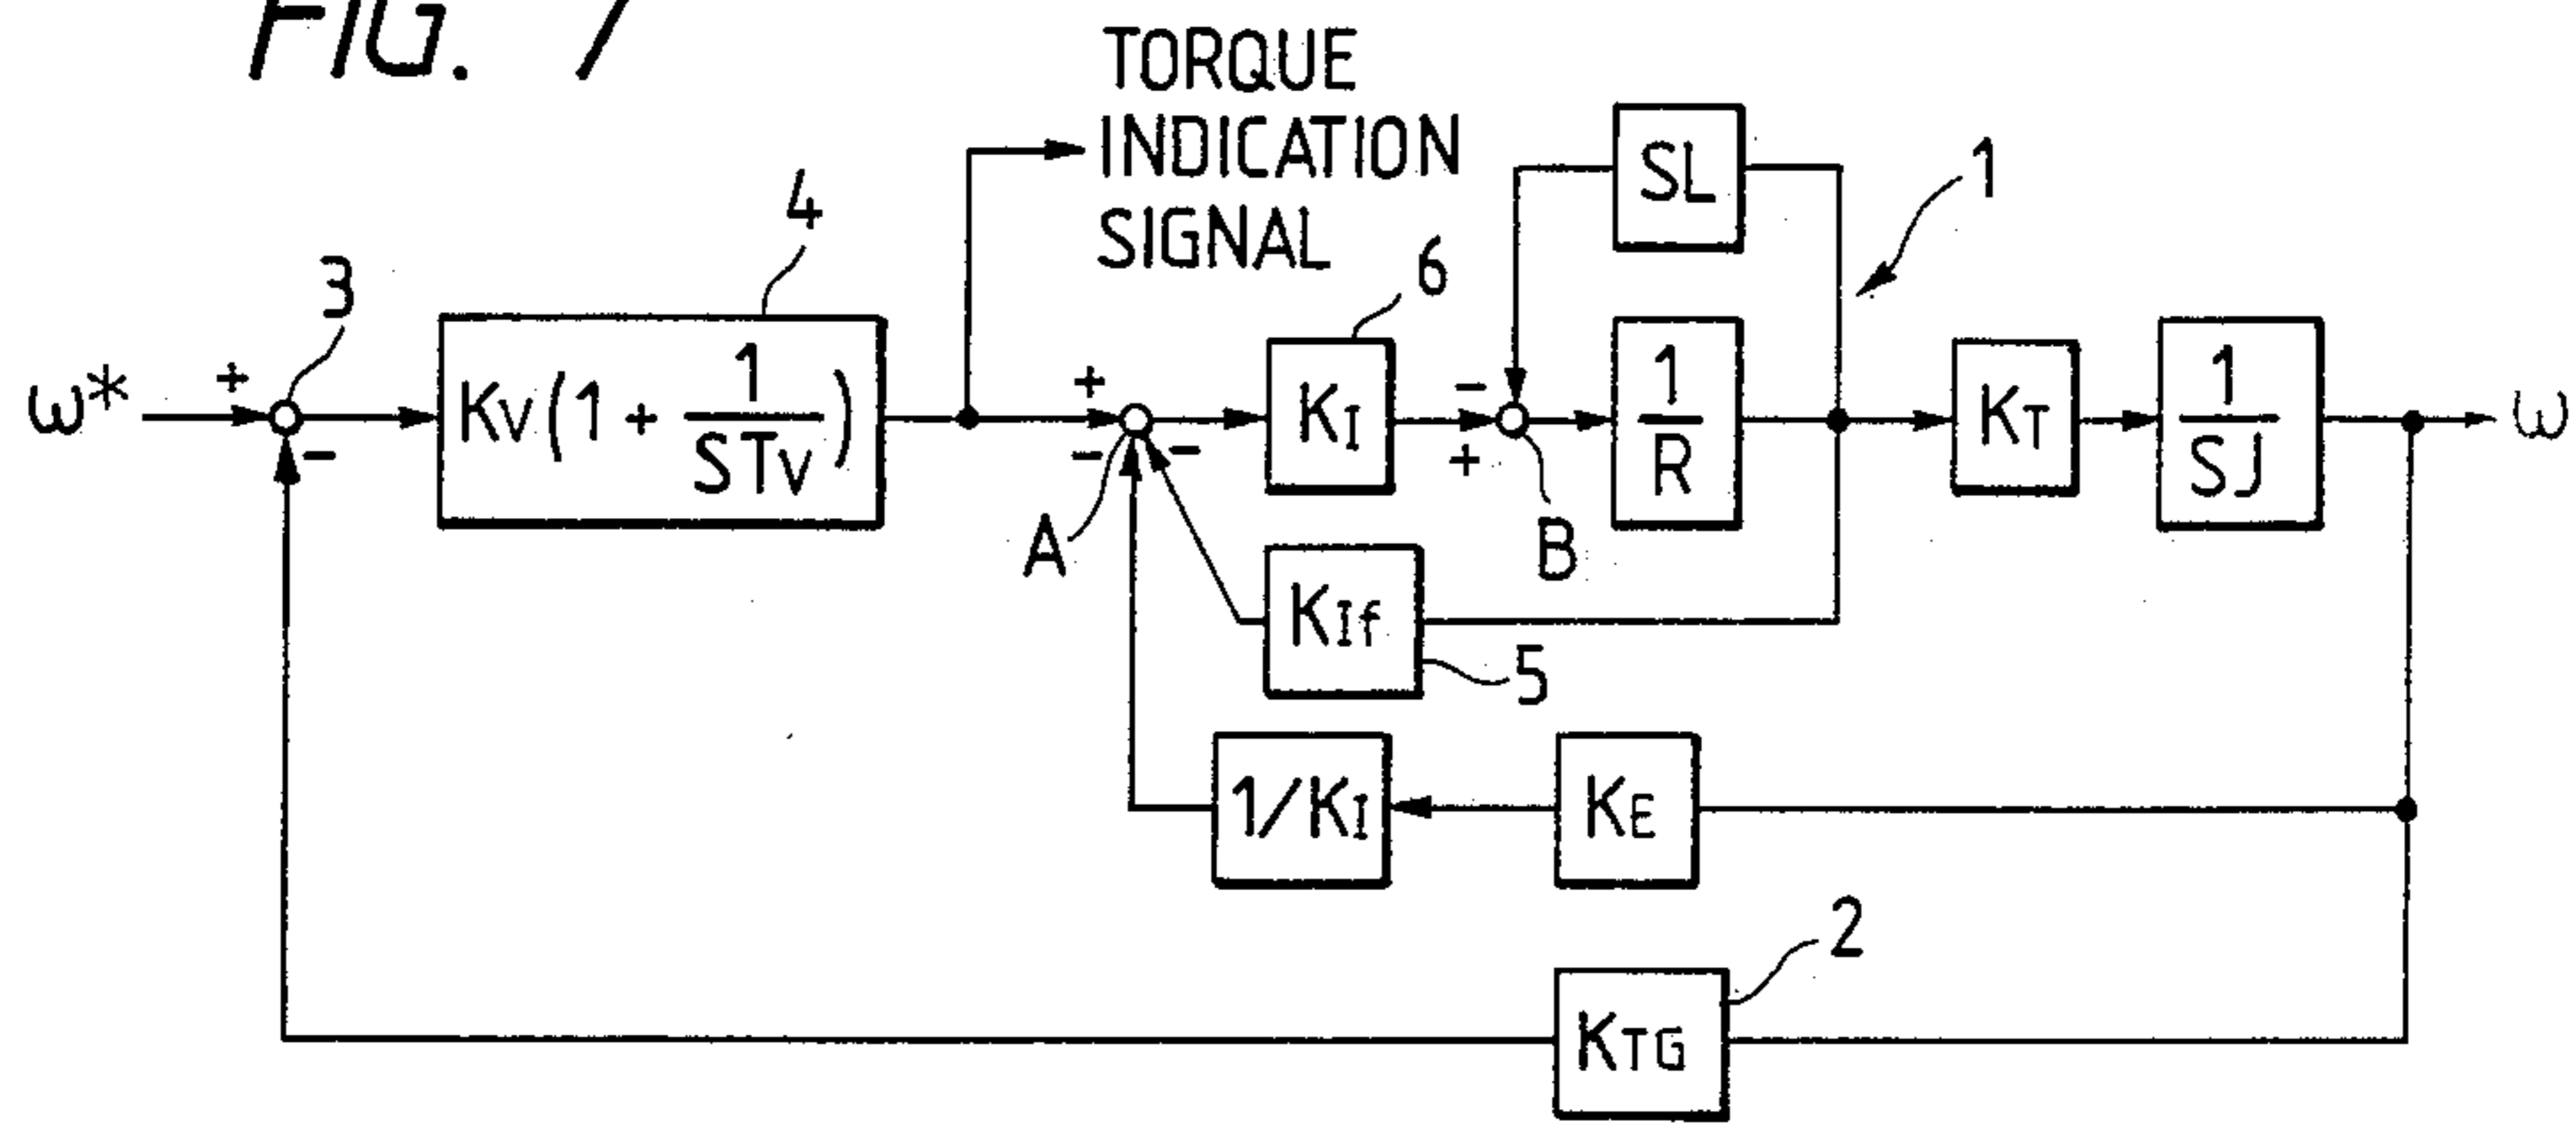 FIG. 7
TORQUE
INDICATION
SIGNAL
SL
1
4
6
3
ω*
+
-
Kv(1 + 1/STv)
+
-
-
KI
-
+
1/R
KT
1/SJ
ω
A
B
KIf
5
1/KI
KE
2
KTG